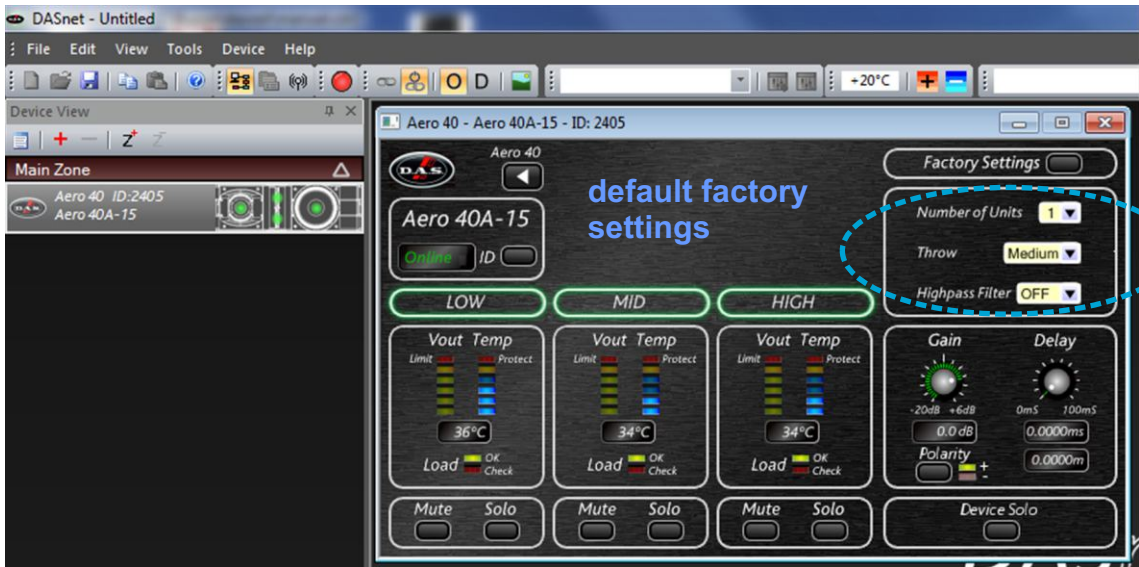 DASnet - Untitled
File Edit View Tools Device Help
O D +20°C
Device View
Z+ Z-
Main Zone
Aero 40 ID:2405
Aero 40A-15
Aero 40 - Aero 40A-15 - ID: 2405
D.A.S.
Aero 40
default factory
settings
Factory Settings
Aero 40A-15
Online ID
Number of Units 1
Throw Medium
Highpass Filter OFF
LOW MID HIGH
Vout Temp Vout Temp Vout Temp
Limit Protect Limit Protect Limit Protect
36°C 34°C 34°C
Load OK Check Load OK Check Load OK Check
Gain Delay
-20dB +6dB 0mS 100mS
0.0 dB 0.0000ms
Polarity + - 0.0000m
Mute Solo Mute Solo Mute Solo
Device Solo